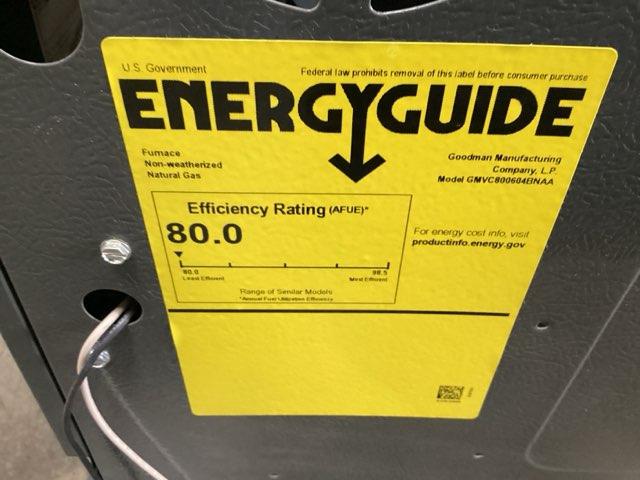 U.S. Government
Federal law prohibits removal of this label before consumer purchase
ENERGYGUIDE
Furnace
Non-weatherized
Natural Gas
Goodman Manufacturing
Company, L.P.
Model GMVC800604BNAA
Efficiency Rating (AFUE)*
80.0
80.0
Least Efficient
98.5
Most Efficient
Range of Similar Models
*Annual Fuel Utilization Efficiency
For energy cost info, visit
productinfo.energy.gov